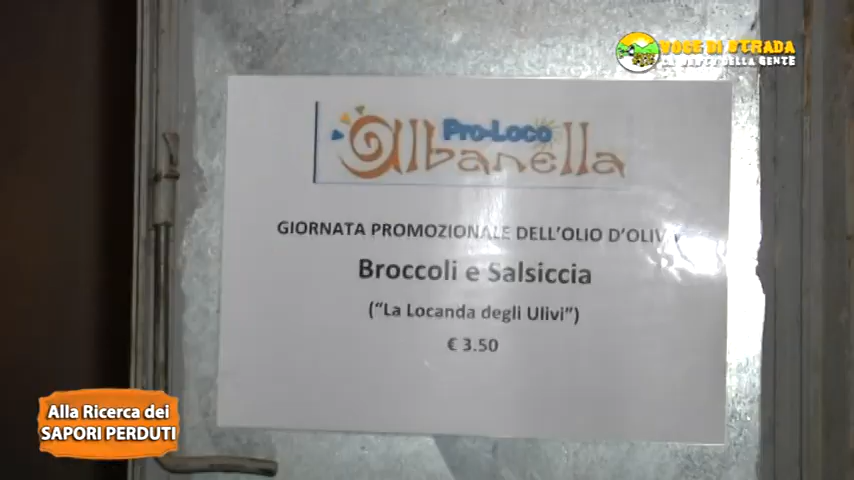 VOCE DI STRADA
LA VOCE DELLA GENTE
Pro-Loco
albanella
GIORNATA PROMOZIONALE DELL'OLIO
Broccoli e Salsiccia
("La Locanda degli Ulivi")
€ 3.50
Alla Ricerca dei
SAPORI PERDUTI